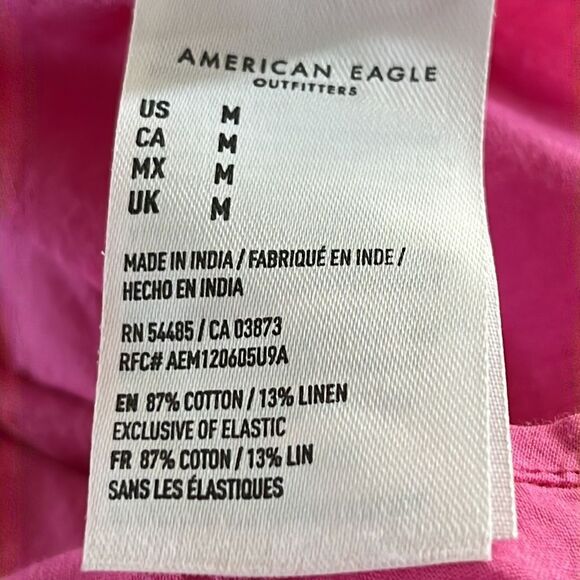 AMERICAN EAGLE
OUTFITTERS
US M
CA M
MX M
UK M
MADE IN INDIA / FABRIQUÉ EN INDE /
HECHO EN INDIA
RN 54485 / CA 03873
RFC# AEM120605U9A
EN 87% COTTON / 13% LINEN
EXCLUSIVE OF ELASTIC
FR 87% COTON / 13% LIN
SANS LES ÉLASTIQUES